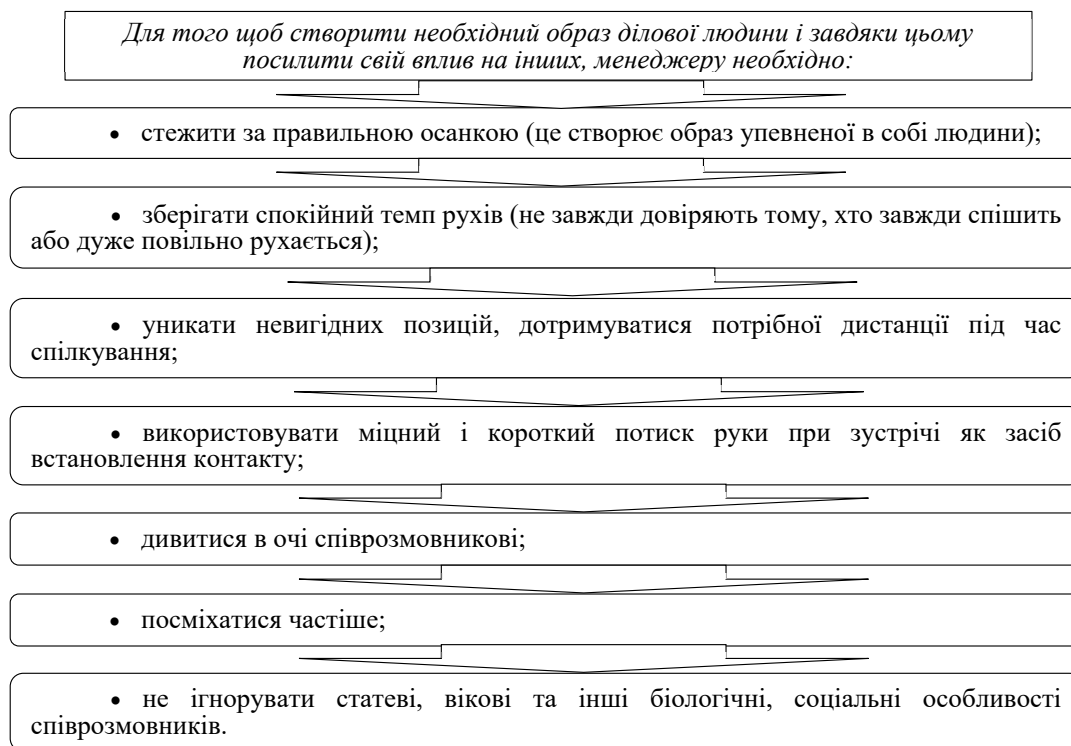 Для того щоб створити необхідний образ ділової людини і завдяки цьому
посилити свій вплив на інших, менеджеру необхідно:
• стежити за правильною осанкою (це створює образ упевненої в собі людини);
• зберігати спокійний темп рухів (не завжди довіряють тому, хто завжди спішить
або дуже повільно рухається);
• уникати невигідних позицій, дотримуватися потрібної дистанції під час
спілкування;
• використовувати міцний і короткий потиск руки при зустрічі як засіб
встановлення контакту;
• дивитися в очі співрозмовникові;
• посміхатися частіше;
• не ігнорувати статеві, вікові та інші біологічні, соціальні особливості
співрозмовників.